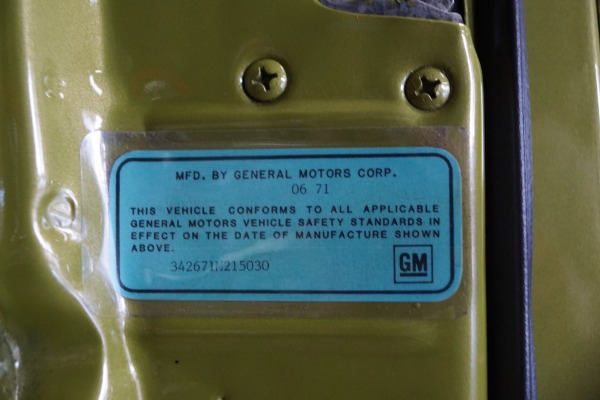 MFD. BY GENERAL MOTORS CORP.
06 71
THIS VEHICLE CONFORMS TO ALL APPLICABLE
GENERAL MOTORS VEHICLE SAFETY STANDARDS IN
EFFECT ON THE DATE OF MANUFACTURE SHOWN
ABOVE.
342671M215030
GM